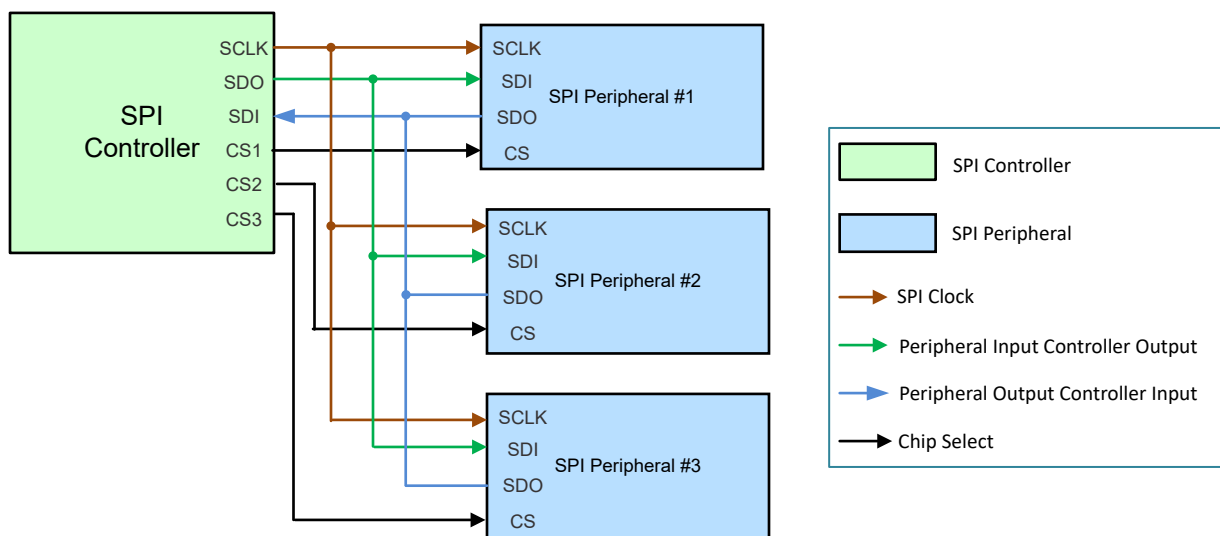 SPI
Controller
SCLK
SDO
SDI
CS1
CS2
CS3
SCLK
SDI
SDO
CS
SPI Peripheral #1
SCLK
SDI
SDO
CS
SPI Peripheral #2
SCLK
SDI
SDO
CS
SPI Peripheral #3
SPI Controller
SPI Peripheral
SPI Clock
Peripheral Input Controller Output
Peripheral Output Controller Input
Chip Select